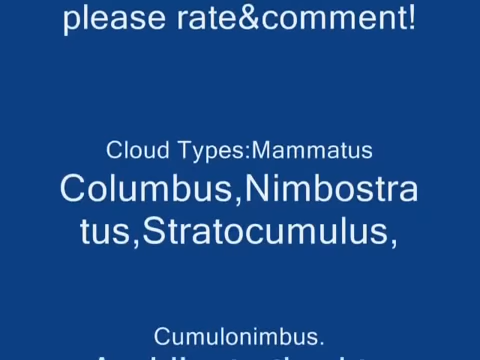 please rate&comment!
Cloud Types:Mammatus
Columbus,Nimbostra
tus,Stratocumulus,
Cumulonimbus.